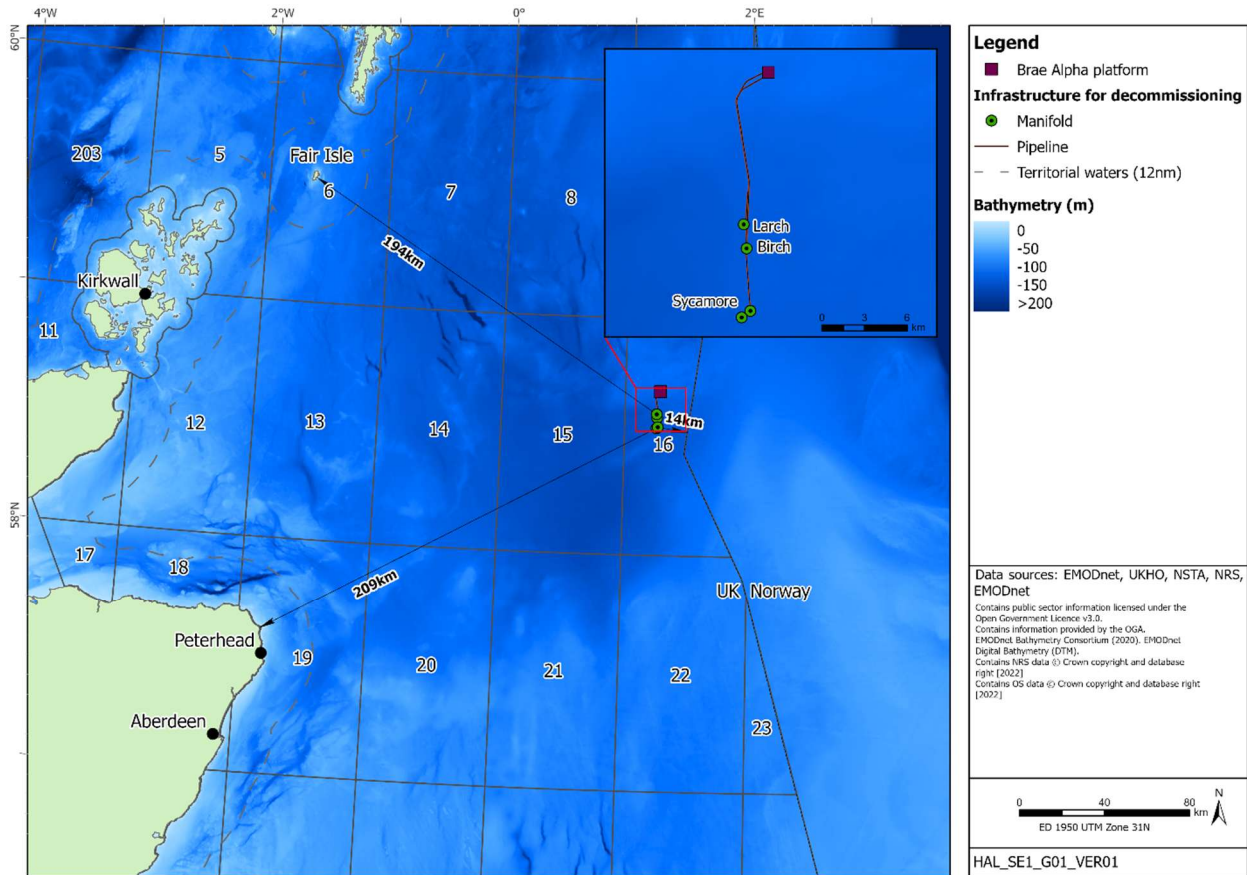 4°W 2°W 0° 2°E
60°N
58°N
203
5
Fair Isle
6
7
8
194km
Kirkwall
11
12
13
14
15
14km
16
17
18
209km
UK Norway
Peterhead
19
20
21
22
23
Aberdeen
Larch
Birch
Sycamore
0 3 6
km
Legend
Brae Alpha platform
Infrastructure for decommissioning
Manifold
Pipeline
Territorial waters (12nm)
Bathymetry (m)
0
-50
-100
-150
>200
Data sources: EMODnet, UKHO, NSTA, NRS,
EMODnet
Contains public sector information licensed under the
Open Government Licence v3.0.
Contains information provided by the OGA.
EMODnet Bathymetry Consortium (2020). EMODnet
Digital Bathymetry (DTM).
Contains NRS data © Crown copyright and database
right [2022]
Contains OS data © Crown copyright and database right
[2022]
0 40 80
km
N
ED 1950 UTM Zone 31N
HAL_SE1_G01_VER01